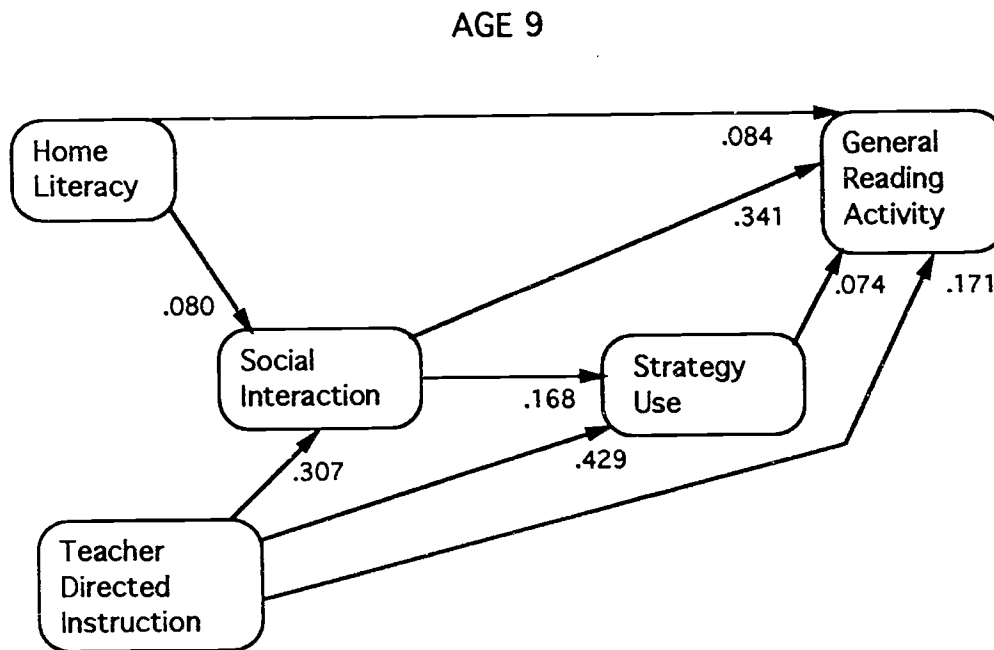 AGE 9
Home
Literacy
.084
General
Reading
Activity
.341
.080
.074
.171
Social
Interaction
.168
Strategy
Use
.307
.429
Teacher
Directed
Instruction